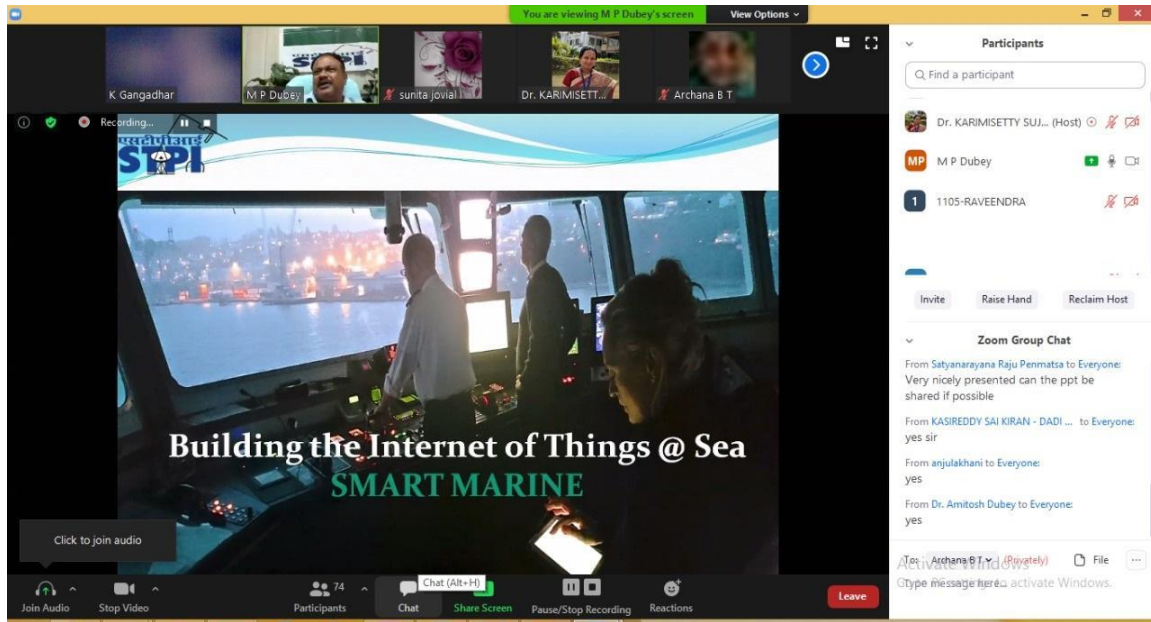 You are viewing M P Dubey's screen
View Options
K Gangadhar
M P Dubey
sunita jovial
Dr. KARIMISETT...
Archana B T
Recording...
एसटीपीआई
STPI
Building the Internet of Things @ Sea
SMART MARINE
Click to join audio
Join Audio
Stop Video
Participants
74
Chat
Chat (Alt+H)
Share Screen
Pause/Stop Recording
Reactions
Leave
Participants
Find a participant
Dr. KARIMISETTY SUJ... (Host)
MP
M P Dubey
1
1105-RAVEENDRA
Invite
Raise Hand
Reclaim Host
Zoom Group Chat
From Satyanarayana Raju Penmatsa to Everyone:
Very nicely presented can the ppt be
shared if possible
From KASIREDDY SAI KIRAN - DADI ... to Everyone:
yes sir
From anjulakhani to Everyone:
yes
From Dr. Amitosh Dubey to Everyone:
yes
To: Archana B T (Privately)
File
Activate Windows
Type message here...
activate Windows.